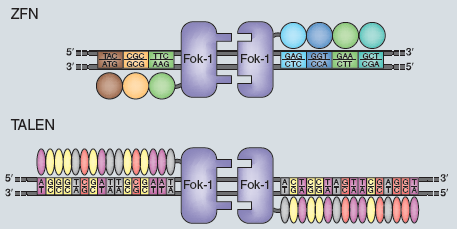 ZFN
5′ TAC CGC TTC GAG GGT GAA GCT 3′
Fok-1 Fok-1
3′ ATG GCG AAG CTC CCA CTT CGA 5′
TALEN
5′ 3′
Fok-1 Fok-1
3′ 5′